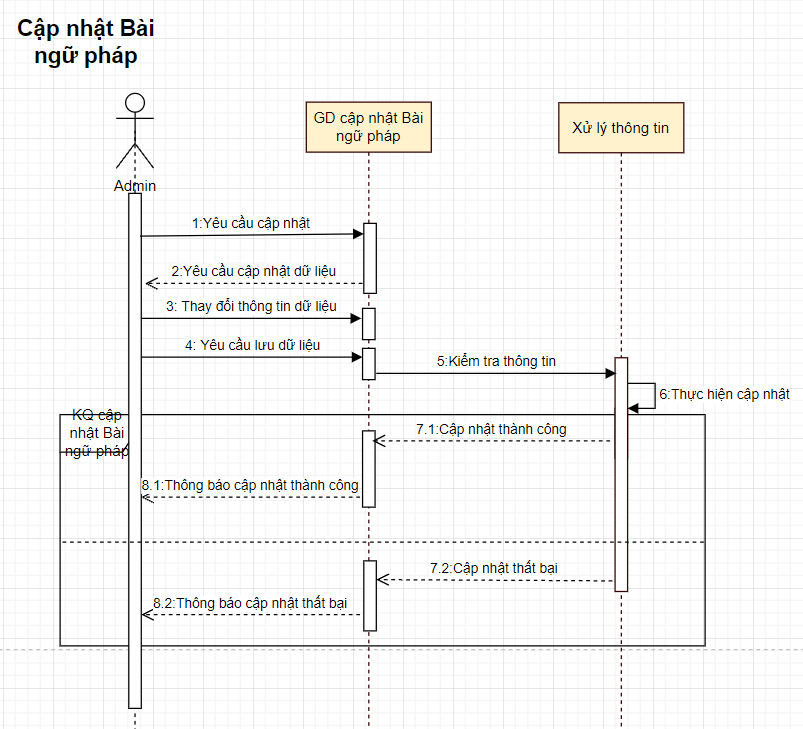 Cập nhật Bài
ngữ pháp
Admin
GD cập nhật Bài
ngữ pháp
Xử lý thông tin
1:Yêu cầu cập nhật
2:Yêu cầu cập nhật dữ liệu
3: Thay đổi thông tin dữ liệu
4: Yêu cầu lưu dữ liệu
5:Kiểm tra thông tin
6:Thực hiện cập nhật
KQ cập
nhật Bài
ngữ pháp
7.1:Cập nhật thành công
8.1:Thông báo cập nhật thành công
7.2:Cập nhật thất bại
8.2:Thông báo cập nhật thất bại